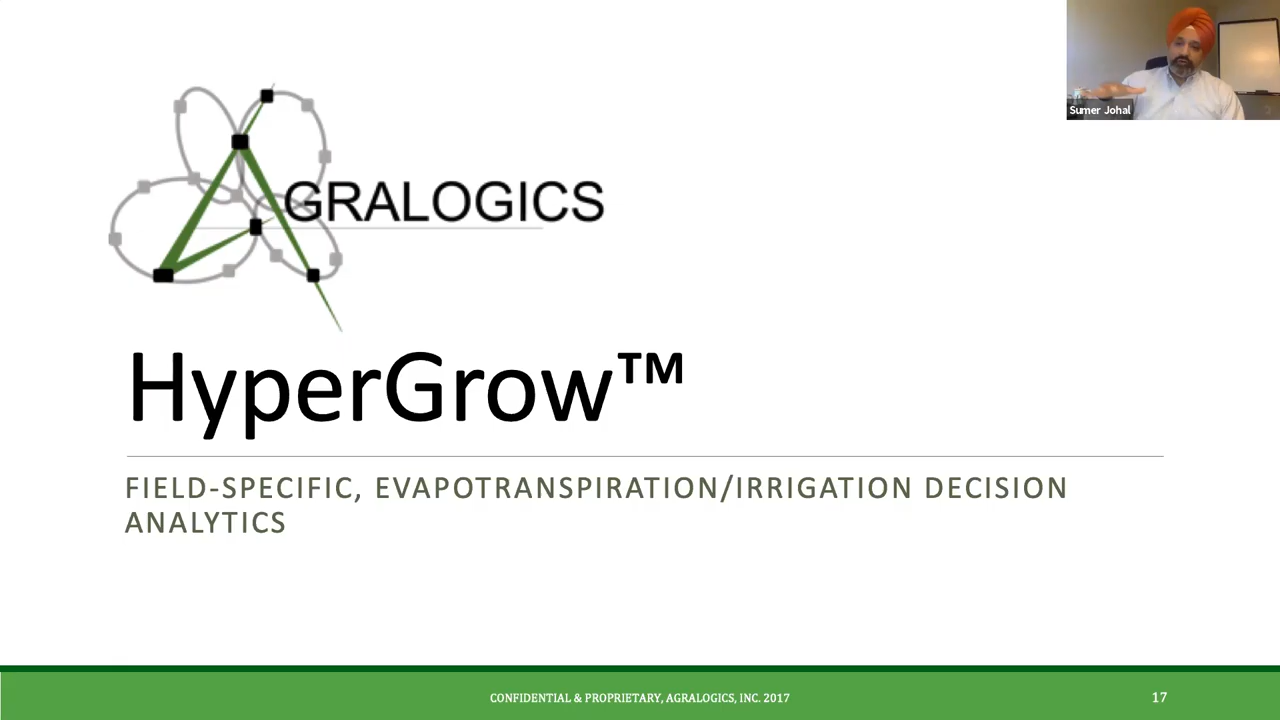 Sumer Johal
AGRALOGICS
HyperGrow™
FIELD-SPECIFIC, EVAPOTRANSPIRATION/IRRIGATION DECISION
ANALYTICS
CONFIDENTIAL & PROPRIETARY, AGRALOGICS, INC. 2017
17